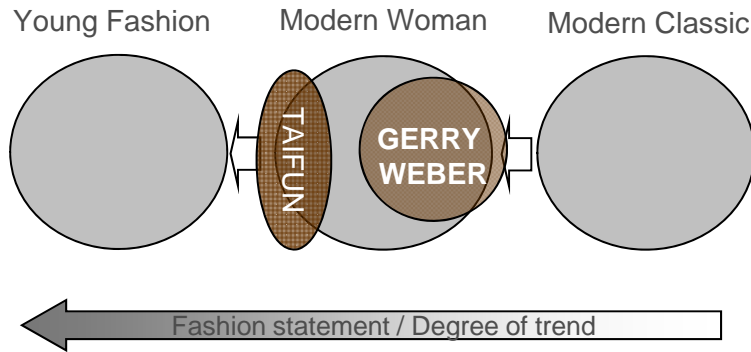 Young Fashion
Modern Woman
Modern Classic
TAIFUN
GERRY
WEBER
Fashion statement / Degree of trend